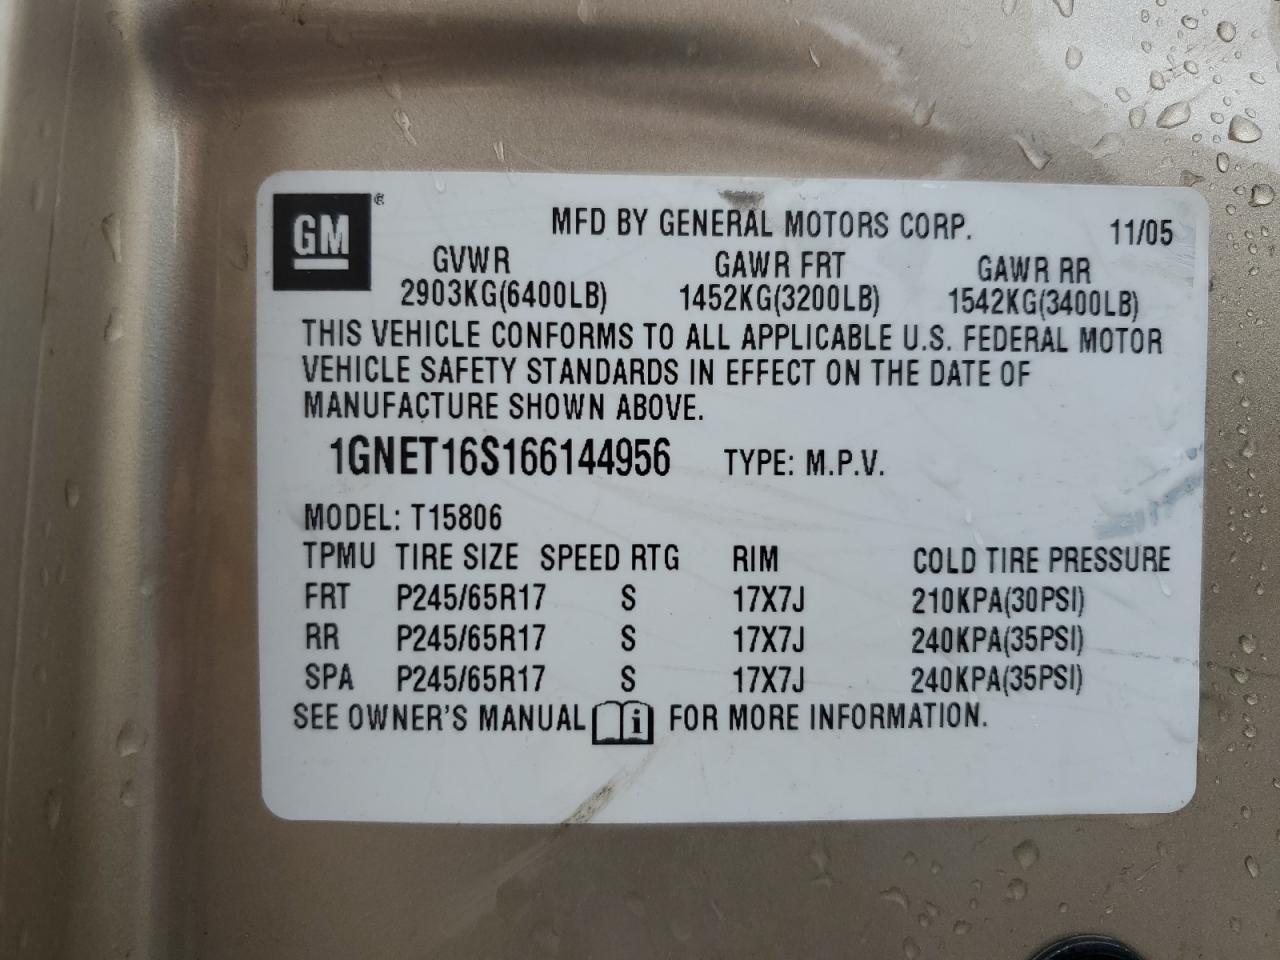 GM ®
MFD BY GENERAL MOTORS CORP. 11/05
GVWR GAWR FRT GAWR RR
2903KG(6400LB) 1452KG(3200LB) 1542KG(3400LB)
THIS VEHICLE CONFORMS TO ALL APPLICABLE U.S. FEDERAL MOTOR
VEHICLE SAFETY STANDARDS IN EFFECT ON THE DATE OF
MANUFACTURE SHOWN ABOVE.
1GNET16S166144956 TYPE: M.P.V.
MODEL: T15806
TPMU TIRE SIZE SPEED RTG RIM COLD TIRE PRESSURE
FRT P245/65R17 S 17X7J 210KPA(30PSI)
RR P245/65R17 S 17X7J 240KPA(35PSI)
SPA P245/65R17 S 17X7J 240KPA(35PSI)
SEE OWNER'S MANUAL i FOR MORE INFORMATION.